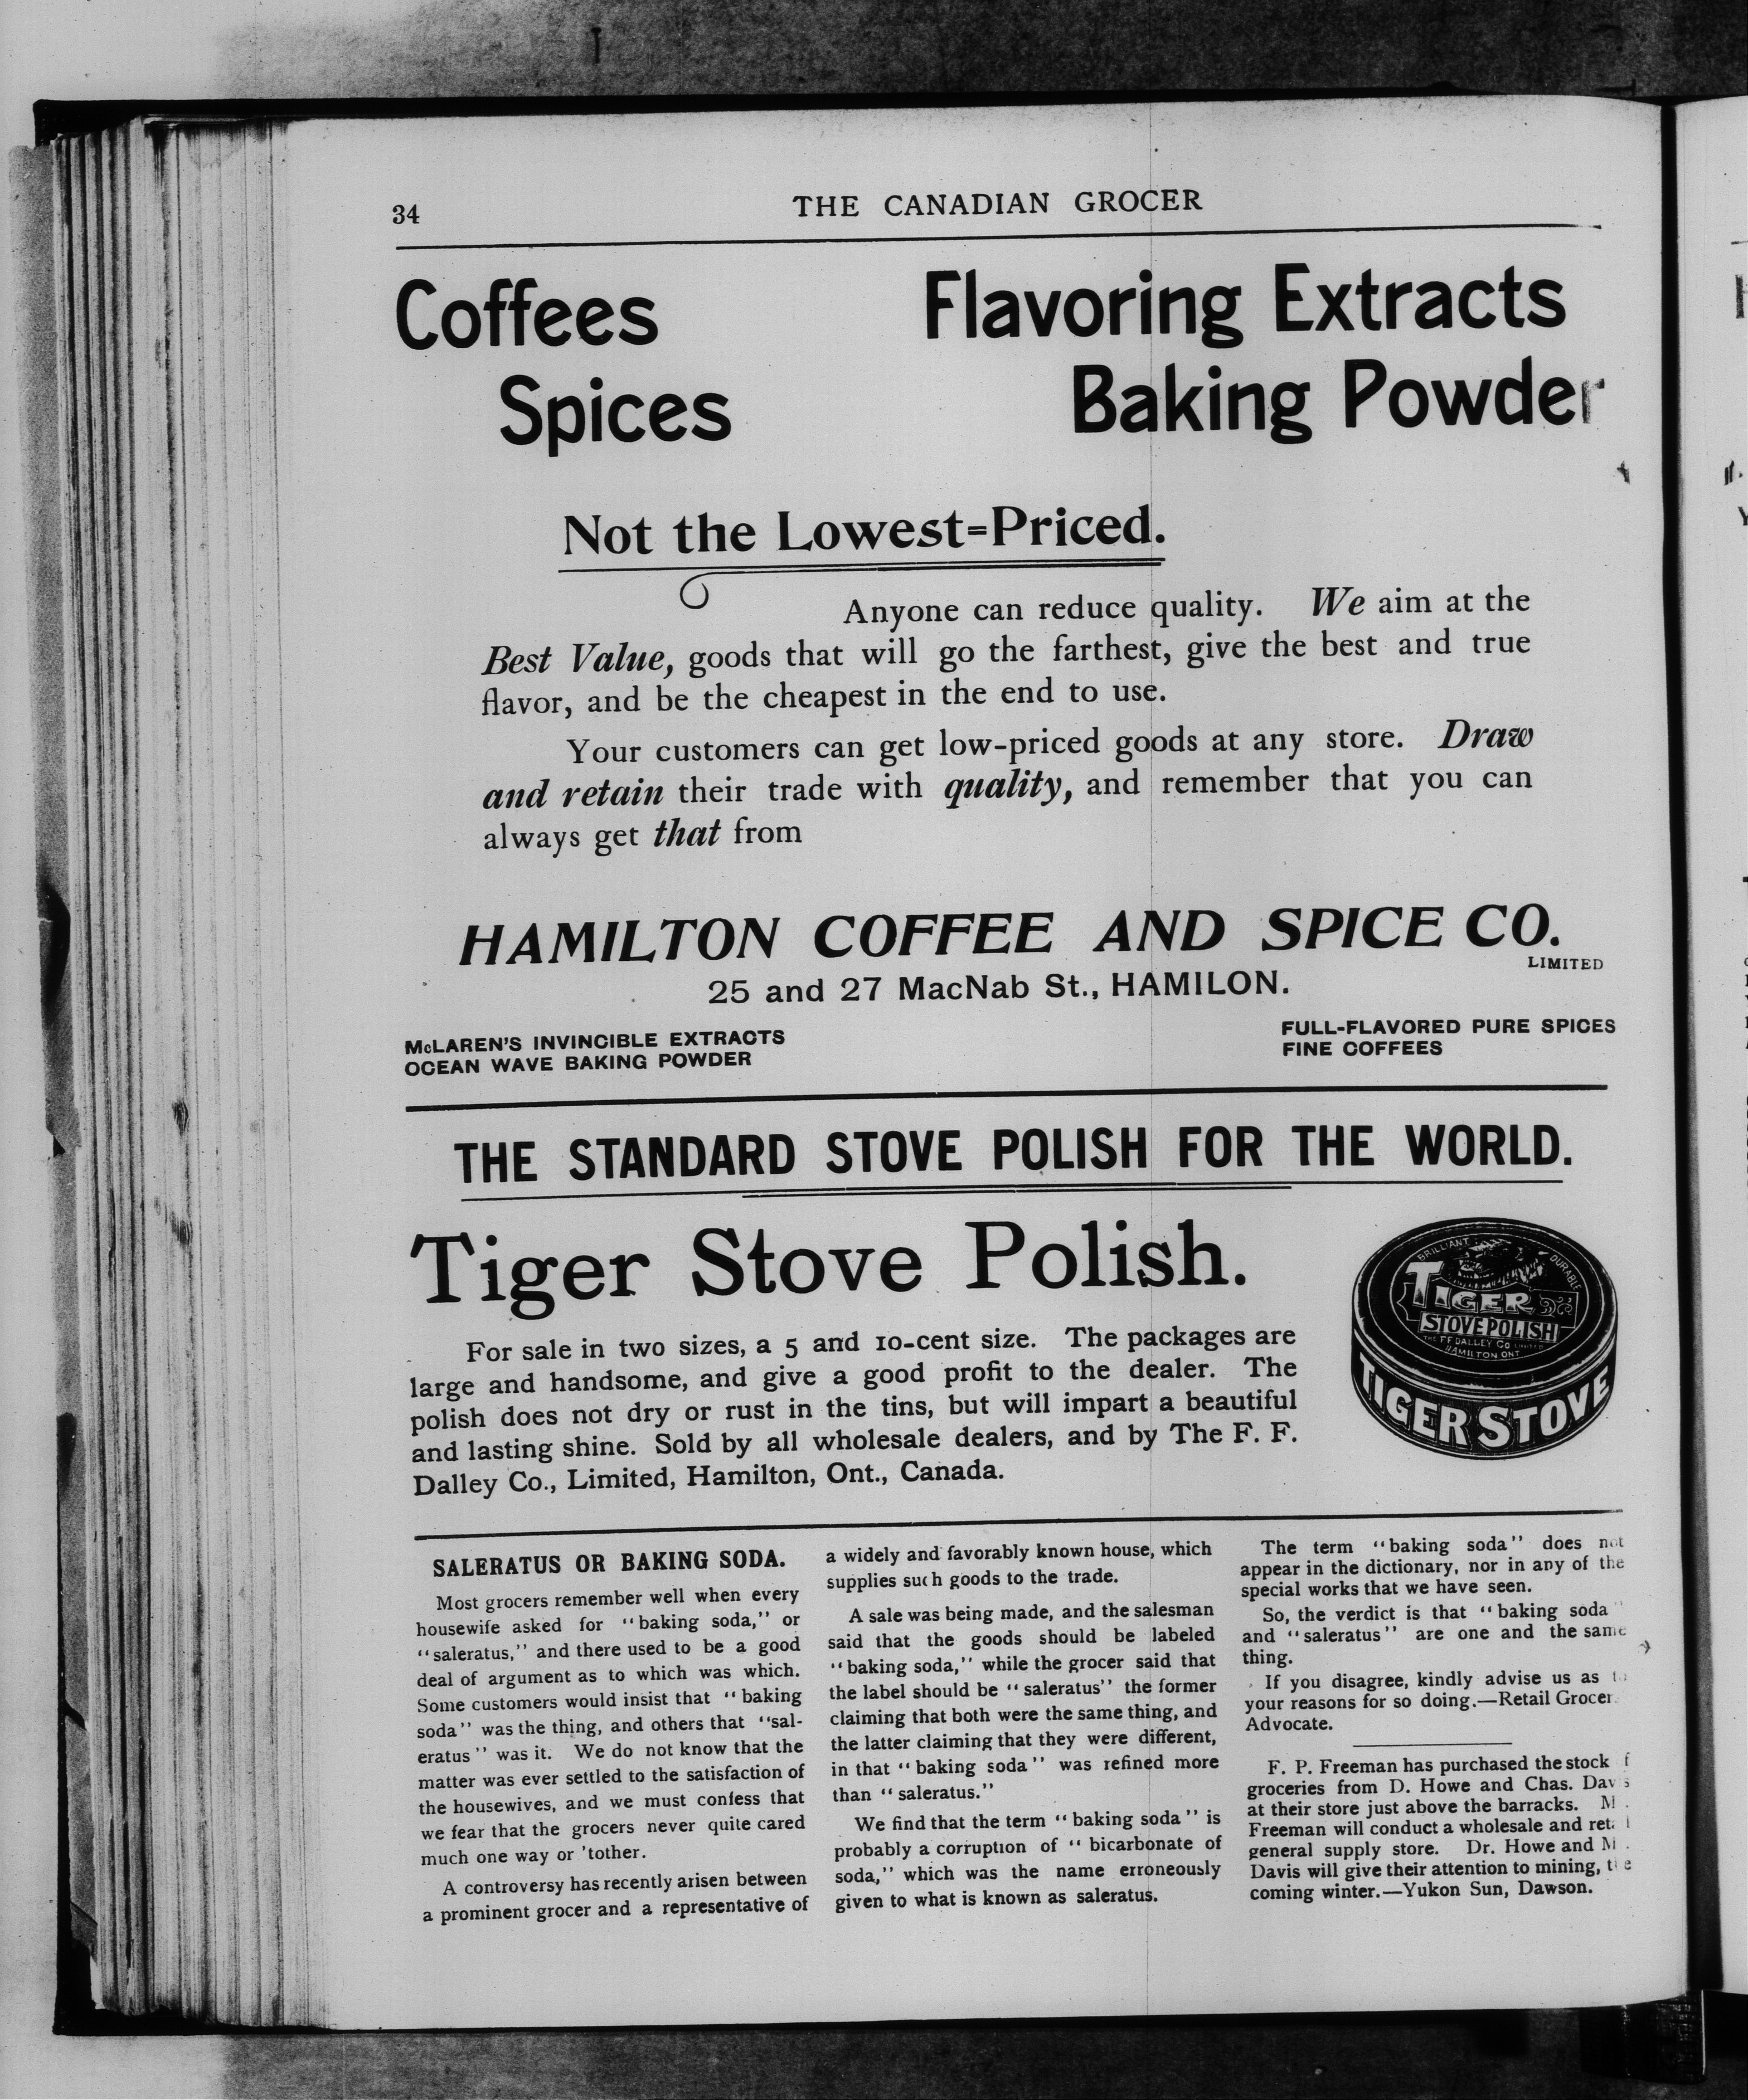 34
THE CANADIAN GROCER
Coffees
Spices
Flavoring Extracts
Baking Powder
Not the Lowest=Priced.
Anyone can reduce quality. We aim at the
Best Value, goods that will go the farthest, give the best and true
flavor, and be the cheapest in the end to use.
Your customers can get low-priced goods at any store. Draw
and retain their trade with quality, and remember that you can
always get that from
HAMILTON COFFEE AND SPICE CO.
LIMITED
25 and 27 MacNab St., HAMILON.
McLAREN'S INVINCIBLE EXTRACTS
OCEAN WAVE BAKING POWDER
FULL-FLAVORED PURE SPICES
FINE COFFEES
THE STANDARD STOVE POLISH FOR THE WORLD.
Tiger Stove Polish.
For sale in two sizes, a 5 and 10-cent size. The packages are
large and handsome, and give a good profit to the dealer. The
polish does not dry or rust in the tins, but will impart a beautiful
and lasting shine. Sold by all wholesale dealers, and by The F. F.
Dalley Co., Limited, Hamilton, Ont., Canada.
BRILLIANT
DURABLE
TIGER
STOVE POLISH
THE F F DALLEY CO LIMITED
HAMILTON ONT
TIGER STOVE
SALERATUS OR BAKING SODA.
Most grocers remember well when every
housewife asked for "baking soda," or
"saleratus," and there used to be a good
deal of argument as to which was which.
Some customers would insist that "baking
soda" was the thing, and others that "sal-
eratus" was it. We do not know that the
matter was ever settled to the satisfaction of
the housewives, and we must confess that
we fear that the grocers never quite cared
much one way or 'tother.
A controversy has recently arisen between
a prominent grocer and a representative of
a widely and favorably known house, which
supplies such goods to the trade.
A sale was being made, and the salesman
said that the goods should be labeled
"baking soda," while the grocer said that
the label should be "saleratus" the former
claiming that both were the same thing, and
the latter claiming that they were different,
in that "baking soda" was refined more
than "saleratus."
We find that the term "baking soda" is
probably a corruption of "bicarbonate of
soda," which was the name erroneously
given to what is known as saleratus.
The term "baking soda" does not
appear in the dictionary, nor in any of the
special works that we have seen.
So, the verdict is that "baking soda"
and "saleratus" are one and the same
thing.
If you disagree, kindly advise us as to
your reasons for so doing.—Retail Grocer
Advocate.
F. P. Freeman has purchased the stock
groceries from D. Howe and Chas. Davis
at their store just above the barracks.
Freeman will conduct a wholesale and
general supply store. Dr. Howe and
Davis will give their attention to mining, the
coming winter.—Yukon Sun, Dawson.